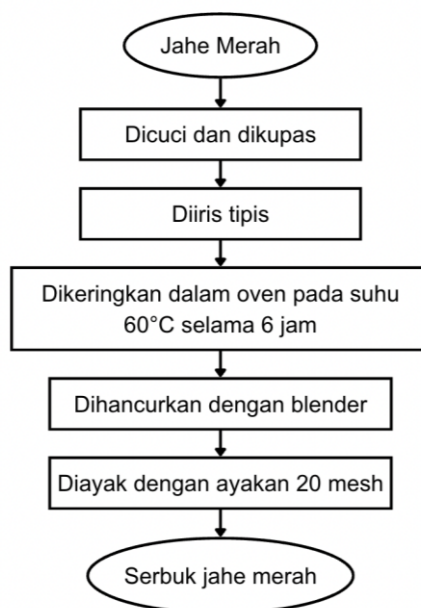 Jahe Merah
Dicuci dan dikupas
Diiris tipis
Dikeringkan dalam oven pada suhu
60°C selama 6 jam
Dihancurkan dengan blender
Diayak dengan ayakan 20 mesh
Serbuk jahe merah